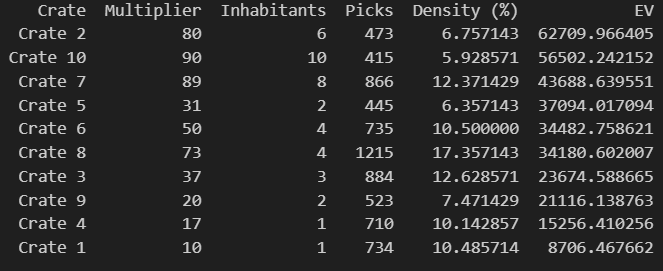 Crate Multiplier Inhabitants Picks Density (%) EV
Crate 2 80 6 473 6.757143 62709.966405
Crate 10 90 10 415 5.928571 56502.242152
Crate 7 89 8 866 12.371429 43688.639551
Crate 5 31 2 445 6.357143 37094.017094
Crate 6 50 4 735 10.500000 34482.758621
Crate 8 73 4 1215 17.357143 34180.602007
Crate 3 37 3 884 12.628571 23674.588665
Crate 9 20 2 523 7.471429 21116.138763
Crate 4 17 1 710 10.142857 15256.410256
Crate 1 10 1 734 10.485714 8706.467662